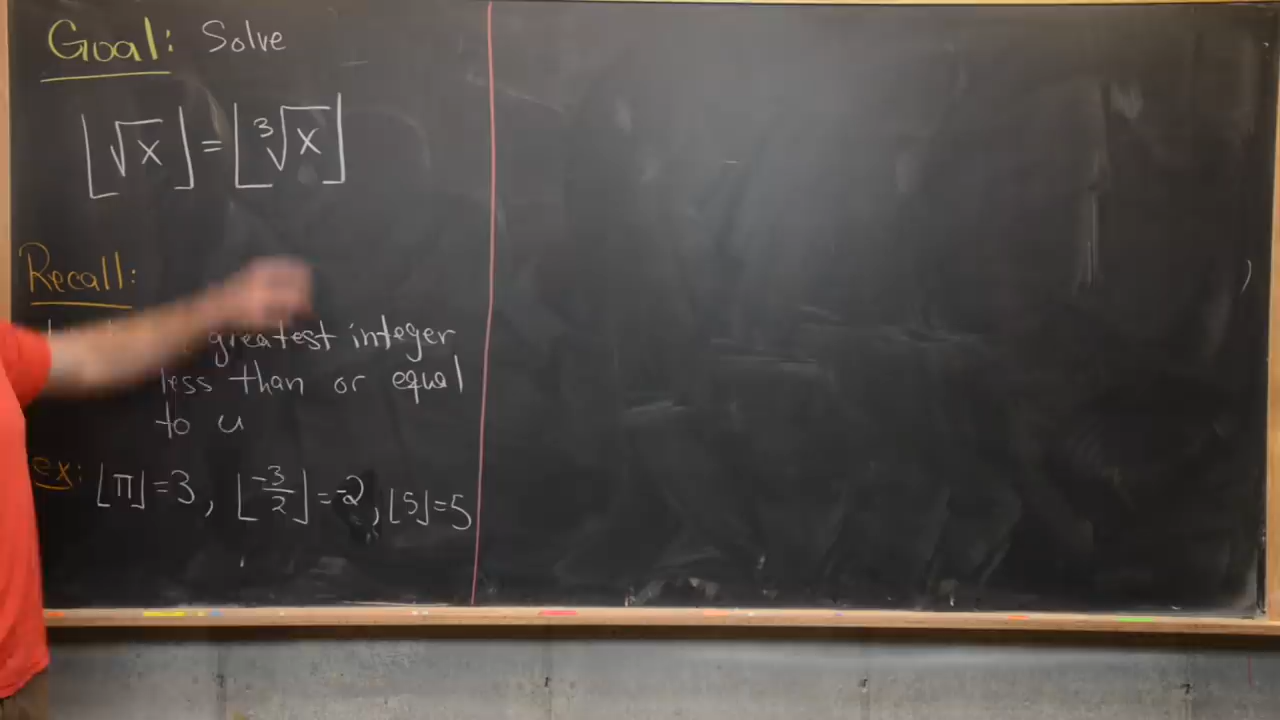 Goal: Solve
⌊√x⌋ = ⌊∛x⌋
Recall:
greatest integer
less than or equal
to u
ex: ⌊π⌋=3, ⌊-3/2⌋=-2, ⌊5⌋=5